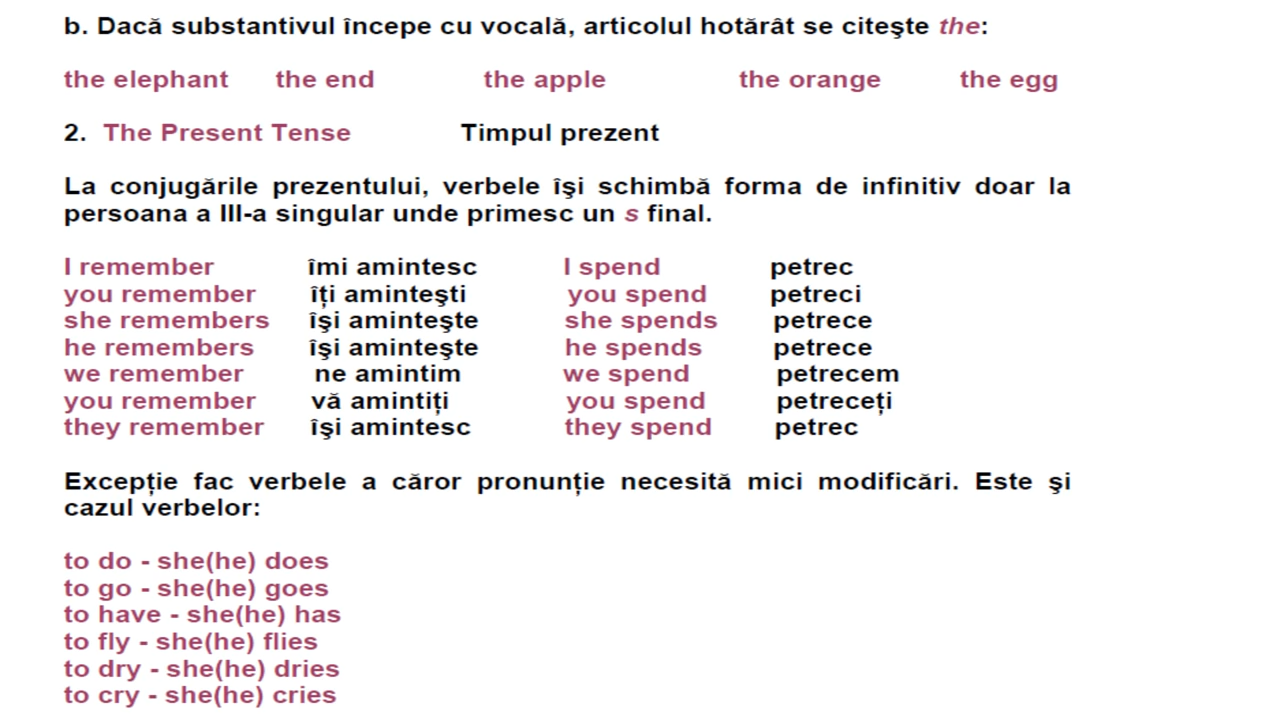 b. Dacă substantivul începe cu vocală, articolul hotărât se citeşte the:
the elephant the end the apple the orange the egg
2. The Present Tense Timpul prezent
La conjugările prezentului, verbele îşi schimbă forma de infinitiv doar la
persoana a III-a singular unde primesc un s final.
I remember îmi amintesc I spend petrec
you remember îți aminteşti you spend petreci
she remembers îşi aminteşte she spends petrece
he remembers îşi aminteşte he spends petrece
we remember ne amintim we spend petrecem
you remember vă amintiți you spend petreceți
they remember îşi amintesc they spend petrec
Excepție fac verbele a căror pronunție necesită mici modificări. Este şi
cazul verbelor:
to do - she(he) does
to go - she(he) goes
to have - she(he) has
to fly - she(he) flies
to dry - she(he) dries
to cry - she(he) cries